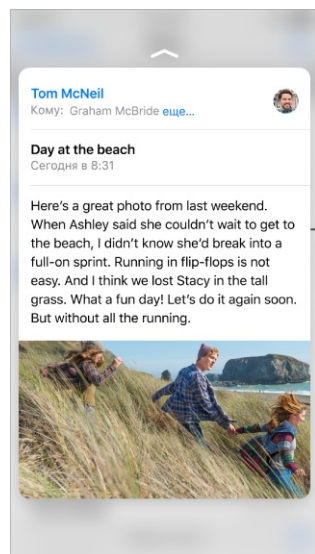 Tom McNeil
Кому: Graham McBride еще...
Day at the beach
Сегодня в 8:31
Here’s a great photo from last weekend.
When Ashley said she couldn’t wait to get to
the beach, I didn’t know she’d break into a
full-on sprint. Running in flip-flops is not
easy. And I think we lost Stacy in the tall
grass. What a fun day! Let’s do it again soon.
But without all the running.